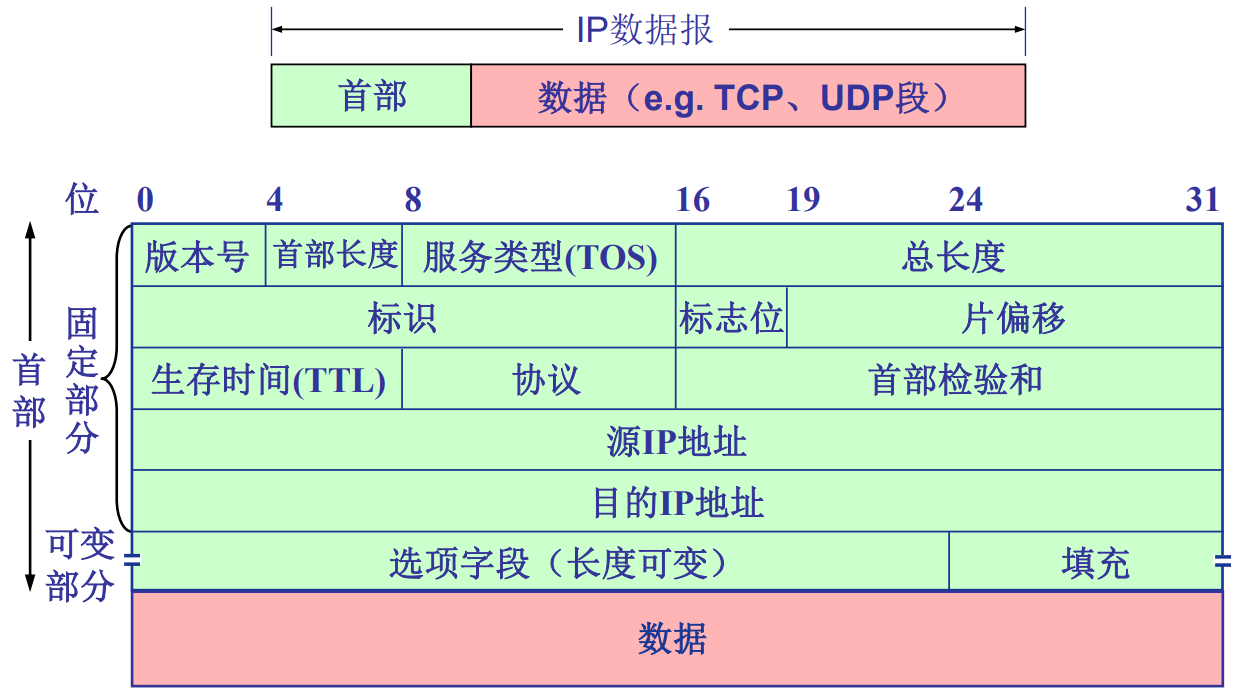 IP数据报
首部 数据（e.g. TCP、UDP段）
位 0 4 8 16 19 24 31
版本号 首部长度 服务类型(TOS) 总长度
标识 标志位 片偏移
生存时间(TTL) 协议 首部检验和
源IP地址
目的IP地址
选项字段（长度可变） 填充
数据
首部
固定部分
可变
部分